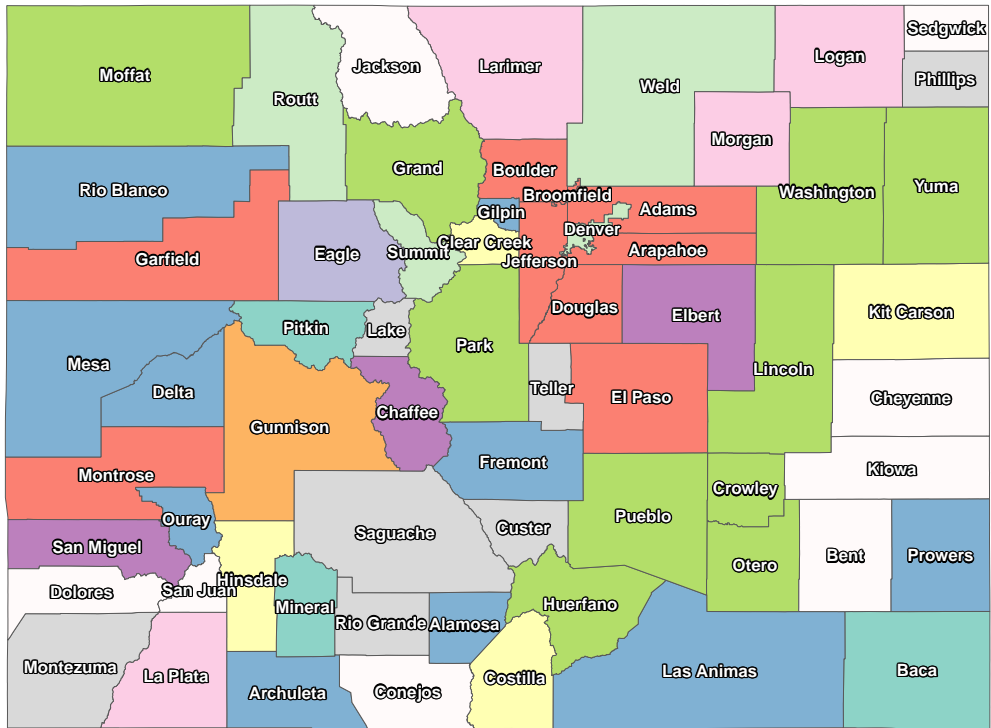 Sedgwick
Logan
Jackson
Larimer
Moffat
Phillips
Weld
Routt
Morgan
Grand
Boulder
Yuma
Rio Blanco
Washington
Broomfield
Adams
Gilpin
Denver
Clear Creek
Arapahoe
Summit
Eagle
Garfield
Jefferson
Douglas
Kit Carson
Elbert
Pitkin
Lake
Park
Mesa
Lincoln
Teller
Delta
El Paso
Cheyenne
Chaffee
Gunnison
Fremont
Kiowa
Montrose
Crowley
Pueblo
Ouray
Custer
Saguache
San Miguel
Bent
Prowers
Otero
Hinsdale
San Juan
Dolores
Huerfano
Mineral
Rio Grande
Alamosa
Montezuma
Las Animas
Baca
La Plata
Costilla
Conejos
Archuleta